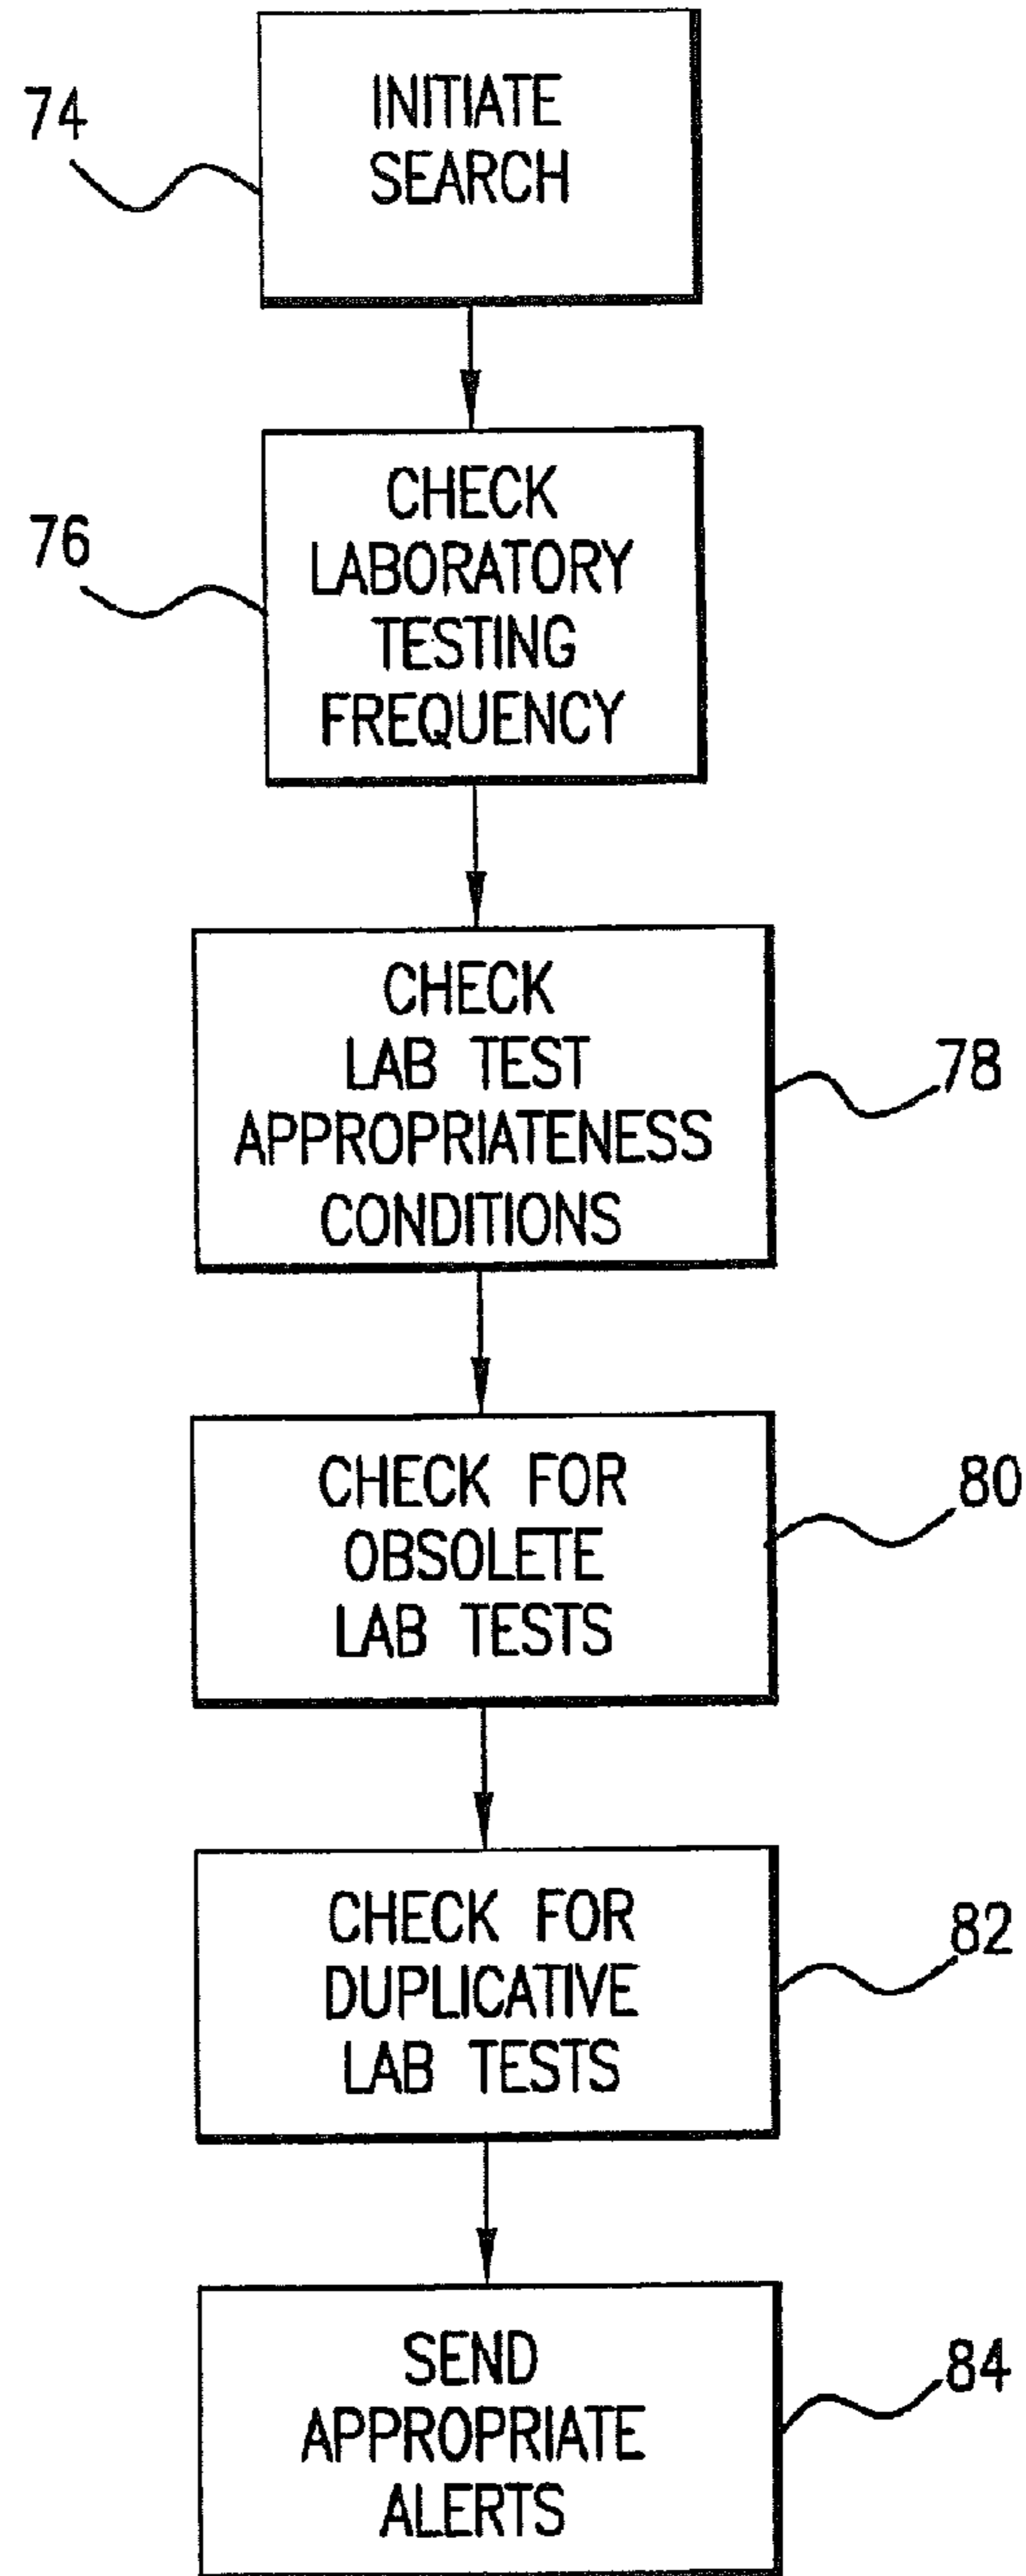 74
INITIATE
SEARCH
76
CHECK
LABORATORY
TESTING
FREQUENCY
CHECK
LAB TEST
APPROPRIATENESS
CONDITIONS
78
CHECK FOR
OBSOLETE
LAB TESTS
80
CHECK FOR
DUPLICATIVE
LAB TESTS
82
SEND
APPROPRIATE
ALERTS
84